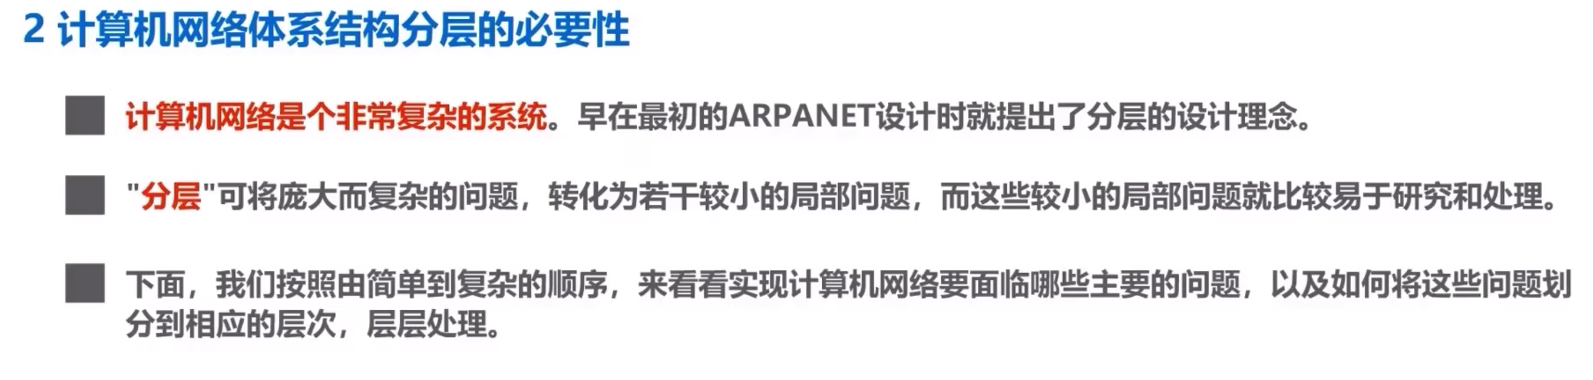 2 计算机网络体系结构分层的必要性
计算机网络是个非常复杂的系统。早在最初的ARPANET设计时就提出了分层的设计理念。
"分层"可将庞大而复杂的问题，转化为若干较小的局部问题，而这些较小的局部问题就比较易于研究和处理。
下面，我们按照由简单到复杂的顺序，来看看实现计算机网络要面临哪些主要的问题，以及如何将这些问题划
分到相应的层次，层层处理。